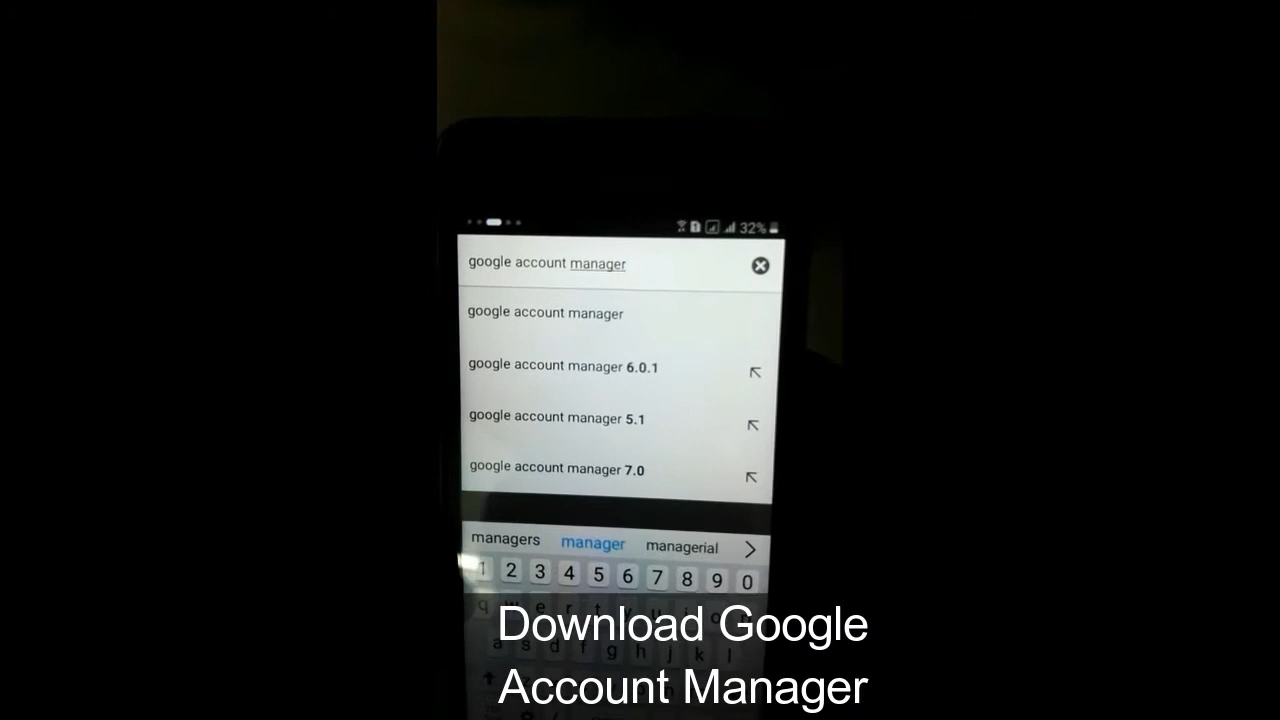 32%
google account manager
google account manager
google account manager 6.0.1
google account manager 5.1
google account manager 7.0
managers manager managerial
1 2 3 4 5 6 7 8 9 0
q w e r t y u i o
a s d f g h j k l
Download Google
Account Manager